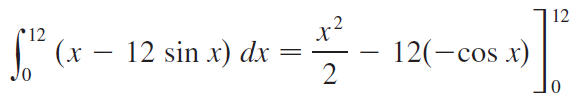 ∫₀¹² (x − 12 sin x) dx = x²/2 − 12(−cos x)]₀¹²